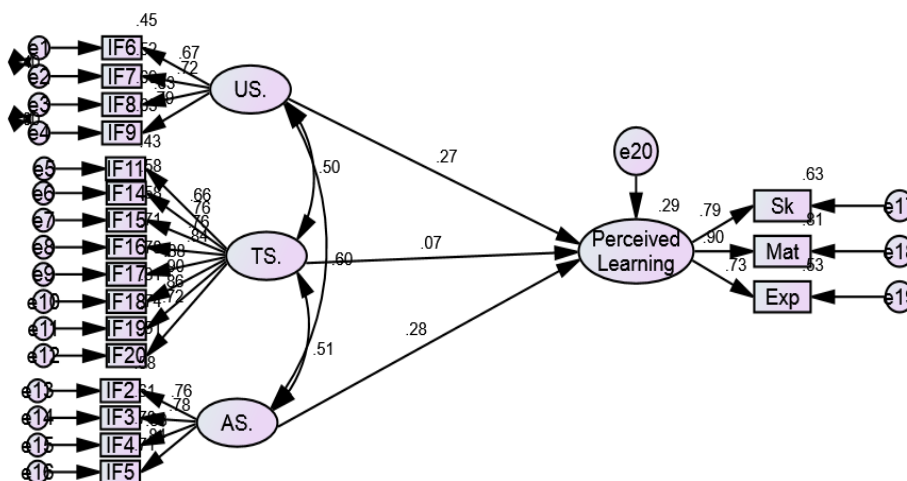 .45
e1
IF6
.67
e2
IF7
.72
e3
IF8
e4
IF9
US.
.43
e5
IF11
e6
IF14
.66
e7
IF15
.76
.76
e8
IF16
.84
e9
IF17
e10
IF18
.86
e11
IF19
.72
e12
IF20
TS.
e13
IF2
.76
e14
IF3
.78
e15
IF4
e16
IF5
.71
AS.
.50
.60
.51
.27
.07
.28
e20
.29
Perceived
Learning
.79
.90
.73
.63
Sk
.81
Mat
.53
Exp